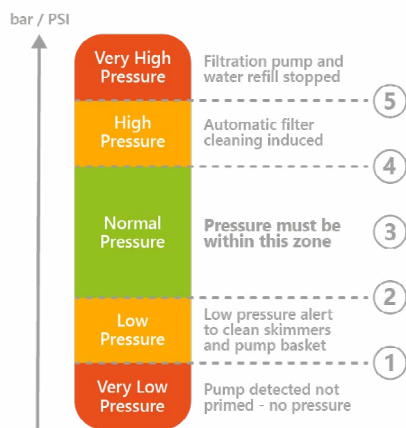 bar / PSI
Very High
Pressure
Filtration pump and
water refill stopped
5
High
Pressure
Automatic filter
cleaning induced
4
Normal
Pressure
Pressure must be
within this zone
3
2
Low
Pressure
Low pressure alert
to clean skimmers
and pump basket
1
Very Low
Pressure
Pump detected not
primed - no pressure